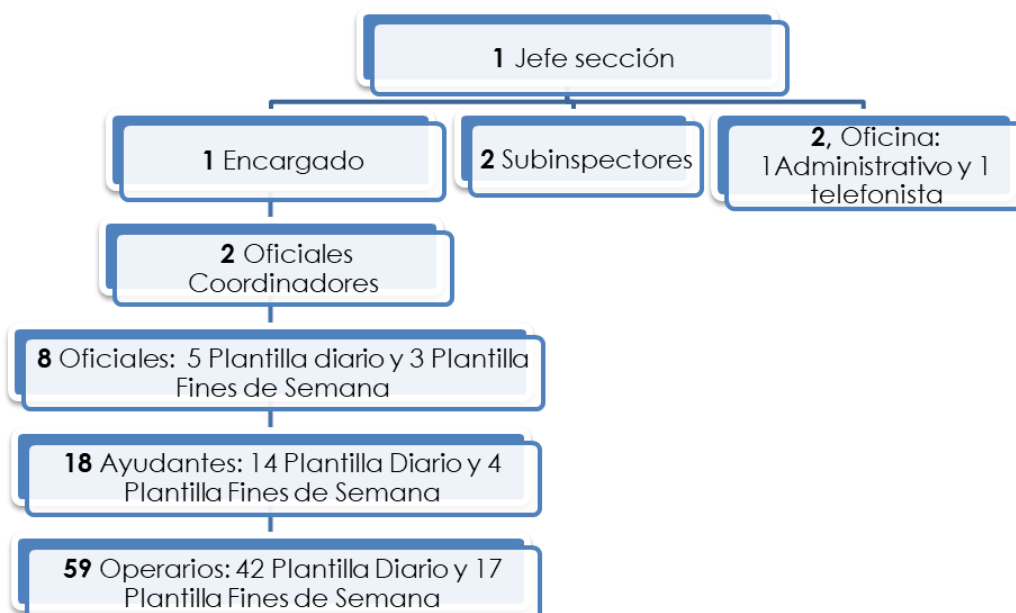 1 Jefe sección
1 Encargado
2 Subinspectores
2, Oficina:
1Administrativo y 1
telefonista
2 Oficiales
Coordinadores
8 Oficiales: 5 Plantilla diario y 3 Plantilla
Fines de Semana
18 Ayudantes: 14 Plantilla Diario y 4
Plantilla Fines de Semana
59 Operarios: 42 Plantilla Diario y 17
Plantilla Fines de Semana